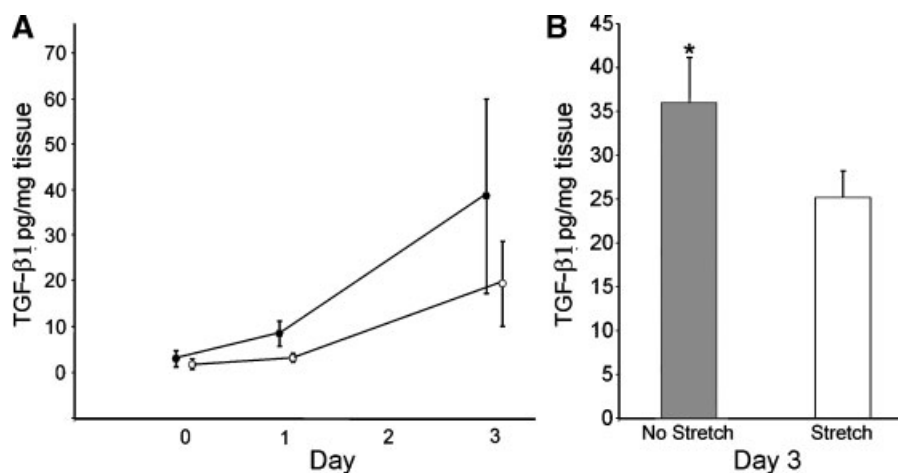 A
TGF-β1 pg/mg tissue
70
60
50
40
30
20
10
0
0 1 2 3
Day
B
TGF-β1 pg/mg tissue
45
40
35
30
25
20
15
10
5
0
*
No Stretch Stretch
Day 3